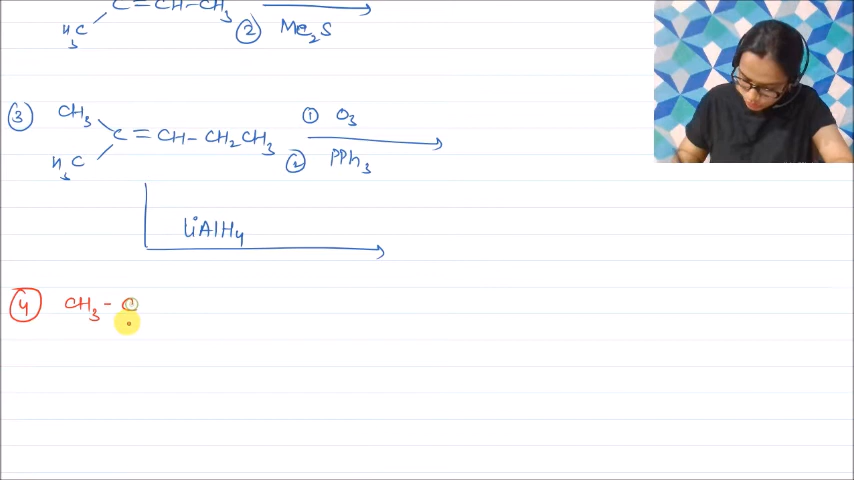 C = CH-CH3
H3C
② Me2S
③ CH3
C = CH - CH2CH3
H3C
① O3
② PPh3
LiAlH4
④ CH3 - C